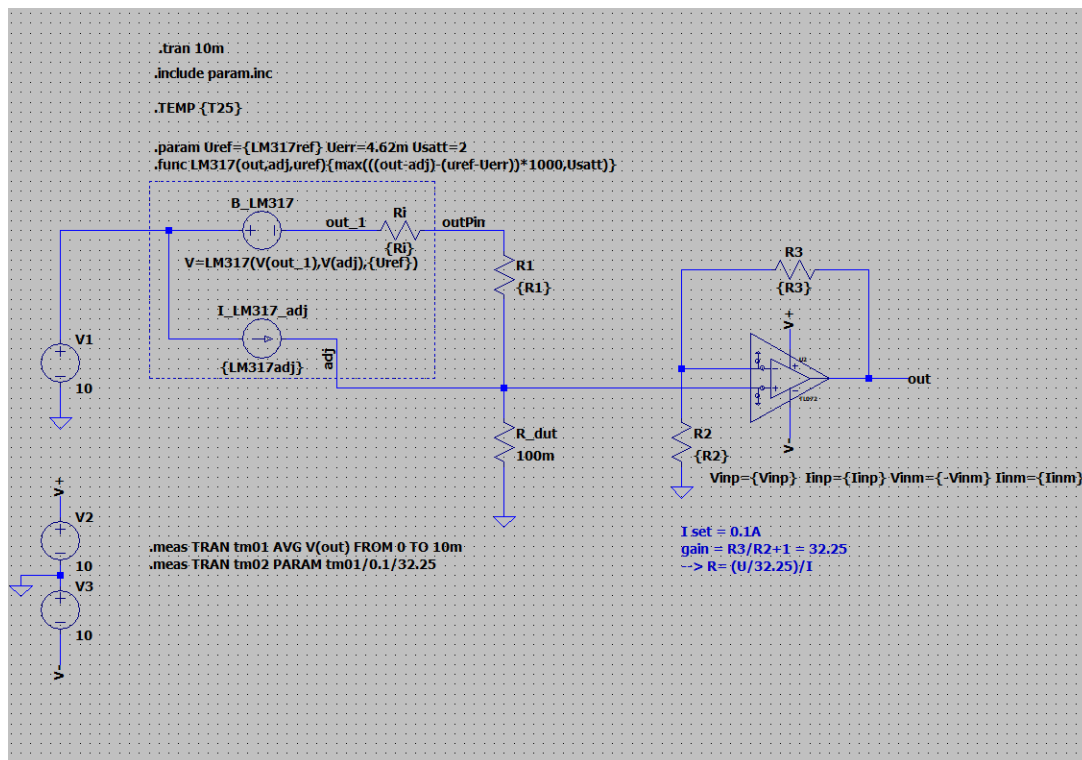 .tran 10m
.include param.inc
.TEMP {T25}
.param Uref={LM317ref} Uerr=4.62m Usatt=2
.func LM317(out,adj,uref){max(((out-adj)-(uref-Uerr))*1000,Usatt)}
B_LM317
out_1
Ri
outPin
{Ri}
V=LM317(V(out_1),V(adj),{Uref})
R1
{R1}
I_LM317_adj
{LM317adj}
adj
V1
10
R3
{R3}
V+
U2
TL072
V-
out
R_dut
100m
R2
{R2}
Vinp={Vinp} Iinp={Iinp} Vinm={-Vinm} Iinm={Iinm}
V+
V2
10
V3
10
V-
.meas TRAN tm01 AVG V(out) FROM 0 TO 10m
.meas TRAN tm02 PARAM tm01/0.1/32.25
I set = 0.1A
gain = R3/R2+1 = 32.25
--> R= (U/32.25)/I